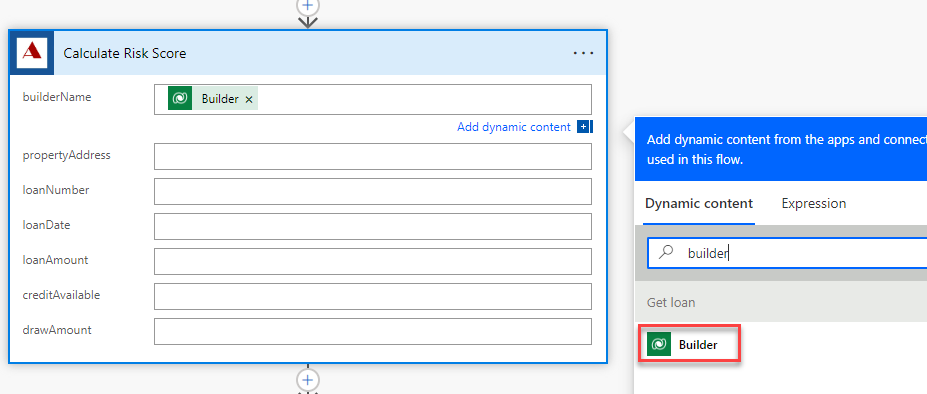 Calculate Risk Score
builderName
Builder ×
Add dynamic content
propertyAddress
loanNumber
loanDate
loanAmount
creditAvailable
drawAmount
Add dynamic content from the apps and connect
used in this flow.
Dynamic content Expression
builder
Get loan
Builder